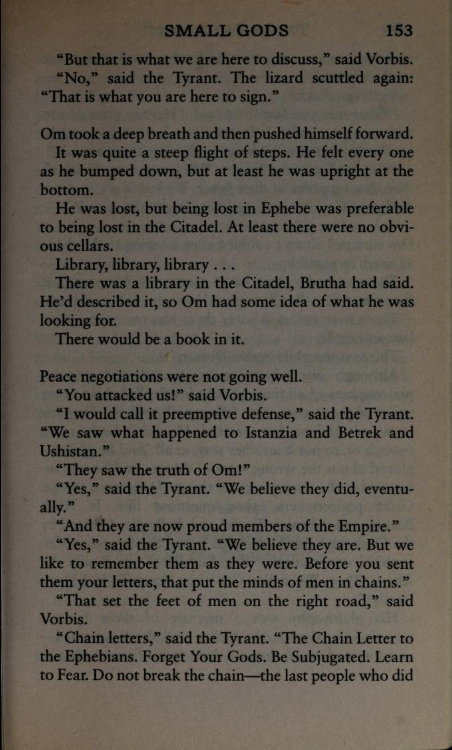 SMALL GODS 153
“But that is what we are here to discuss,” said Vorbis.
“No,” said the Tyrant. The lizard scuttled again:
“That is what you are here to sign.”
Om took a deep breath and then pushed himself forward.
It was quite a steep flight of steps. He felt every one
as he bumped down, but at least he was upright at the
bottom.
He was lost, but being lost in Ephebe was preferable
to being lost in the Citadel. At least there were no obvi-
ous cellars.
Library, library, library . . .
There was a library in the Citadel, Brutha had said.
He’d described it, so Om had some idea of what he was
looking for.
There would be a book in it.
Peace negotiations were not going well.
“You attacked us!” said Vorbis.
“I would call it preemptive defense,” said the Tyrant.
“We saw what happened to Istanzia and Betrek and
Ushistan.”
“They saw the truth of Om!”
“Yes,” said the Tyrant. “We believe they did, eventu-
ally.”
“And they are now proud members of the Empire.”
“Yes,” said the Tyrant. “We believe they are. But we
like to remember them as they were. Before you sent
them your letters, that put the minds of men in chains.”
“That set the feet of men on the right road,” said
Vorbis.
“Chain letters,” said the Tyrant. “The Chain Letter to
the Ephebians. Forget Your Gods. Be Subjugated. Learn
to Fear. Do not break the chain—the last people who did